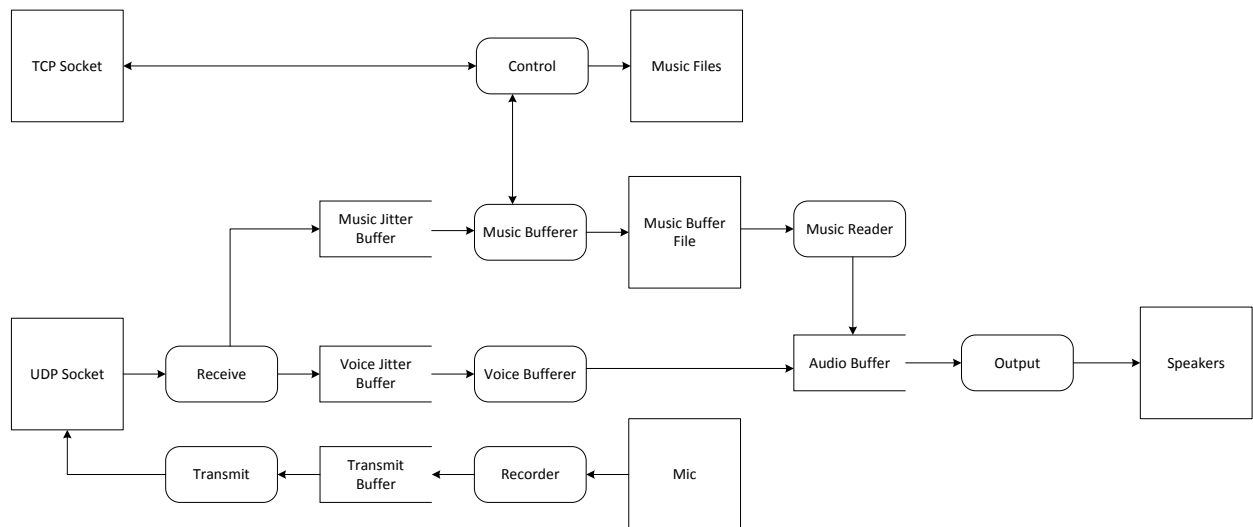 TCP Socket
Control
Music Files
Music Jitter
Buffer
Music Bufferer
Music Buffer
File
Music Reader
UDP Socket
Receive
Voice Jitter
Buffer
Voice Bufferer
Audio Buffer
Output
Speakers
Transmit
Transmit
Buffer
Recorder
Mic